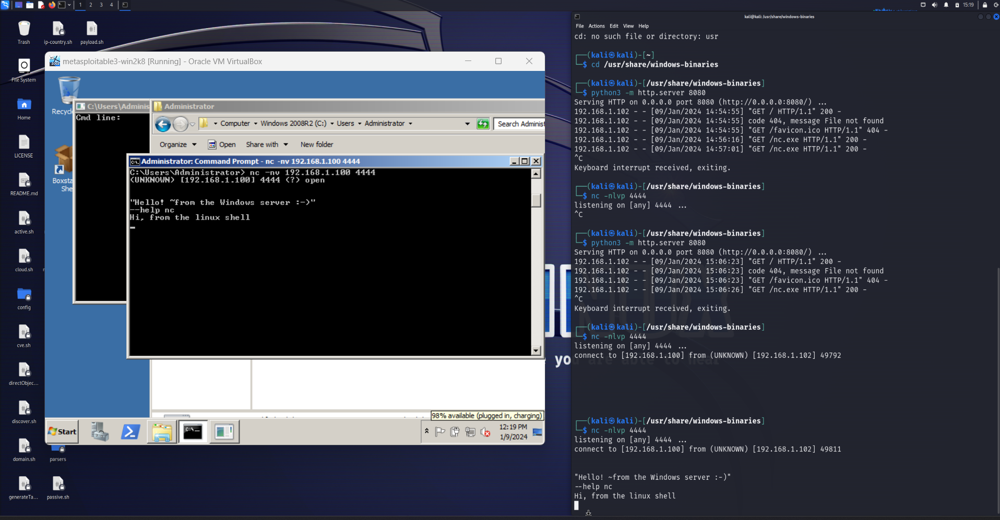 1 2 3 4
15:19
Trash
ip-country.sh
payload.sh
File System
Home
LICENSE
README.md
active.sh
cloud.sh
config
cve.sh
directObjec...
discover.sh
domain.sh
parsers
generateTa...
passive.sh
metasploitable3-win2k8 [Running] - Oracle VM VirtualBox
Recycl
Boxsta
She
C:\Users\Adminis
Cmd line:
Administrator
Computer Windows 2008R2 (C:) Users Administrator
Search Administ
Organize Open Share with New folder
Administrator: Command Prompt - nc -nv 192.168.1.100 4444
C:\Users\Administrator> nc -nv 192.168.1.100 4444
(UNKNOWN) [192.168.1.100] 4444 (?) open
"Hello! ~from the Windows server :-)"
--help nc
Hi, from the linux shell
98% available (plugged in, charging)
Start
12:19 PM
1/9/2024
you are able to hear
kali@kali: /usr/share/windows-binaries
File Actions Edit View Help
cd: no such file or directory: usr
┌──(kali㉿kali)-[~]
└─$ cd /usr/share/windows-binaries
┌──(kali㉿kali)-[/usr/share/windows-binaries]
└─$ python3 -m http.server 8080
Serving HTTP on 0.0.0.0 port 8080 (http://0.0.0.0:8080/) ...
192.168.1.102 - - [09/Jan/2024 14:54:55] "GET / HTTP/1.1" 200 -
192.168.1.102 - - [09/Jan/2024 14:54:55] code 404, message File not found
192.168.1.102 - - [09/Jan/2024 14:54:55] "GET /favicon.ico HTTP/1.1" 404 -
192.168.1.102 - - [09/Jan/2024 14:56:16] "GET /nc.exe HTTP/1.1" 200 -
192.168.1.102 - - [09/Jan/2024 14:57:01] "GET /nc.exe HTTP/1.1" 200 -
^C
Keyboard interrupt received, exiting.
┌──(kali㉿kali)-[/usr/share/windows-binaries]
└─$ nc -nlvp 4444
listening on [any] 4444 ...
^C
┌──(kali㉿kali)-[/usr/share/windows-binaries]
└─$ python3 -m http.server 8080
Serving HTTP on 0.0.0.0 port 8080 (http://0.0.0.0:8080/) ...
192.168.1.102 - - [09/Jan/2024 15:06:23] "GET / HTTP/1.1" 200 -
192.168.1.102 - - [09/Jan/2024 15:06:23] code 404, message File not found
192.168.1.102 - - [09/Jan/2024 15:06:23] "GET /favicon.ico HTTP/1.1" 404 -
192.168.1.102 - - [09/Jan/2024 15:06:26] "GET /nc.exe HTTP/1.1" 200 -
^C
Keyboard interrupt received, exiting.
┌──(kali㉿kali)-[/usr/share/windows-binaries]
└─$ nc -nlvp 4444
listening on [any] 4444 ...
connect to [192.168.1.100] from (UNKNOWN) [192.168.1.102] 49792
┌──(kali㉿kali)-[/usr/share/windows-binaries]
└─$ nc -nlvp 4444
listening on [any] 4444 ...
connect to [192.168.1.100] from (UNKNOWN) [192.168.1.102] 49811
"Hello! ~from the Windows server :-)"
--help nc
Hi, from the linux shell